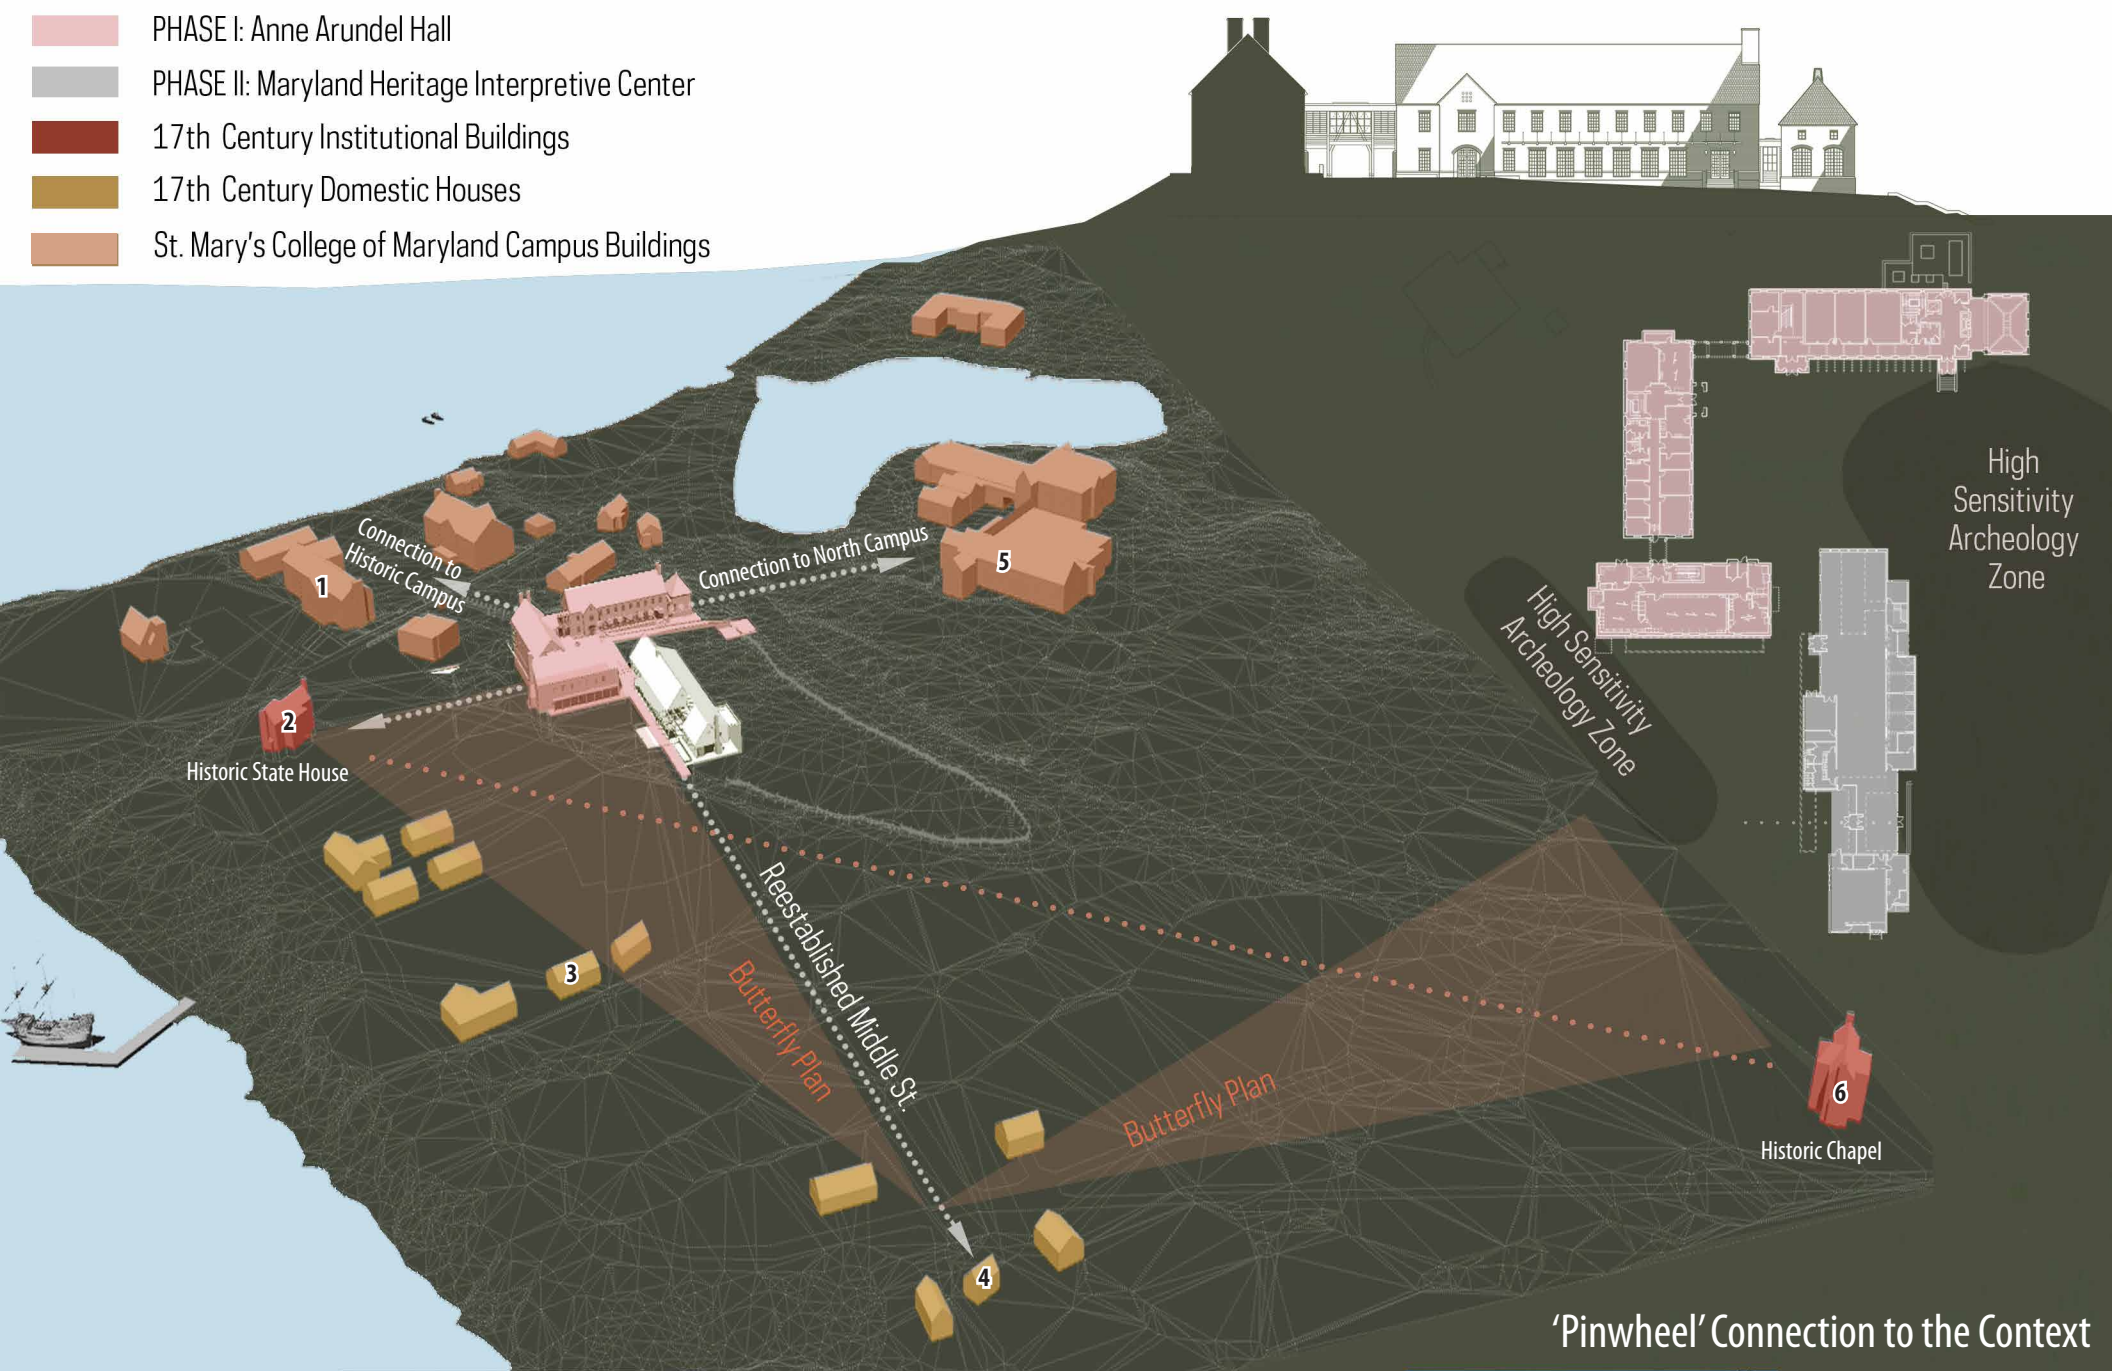 PHASE I: Anne Arundel Hall
PHASE II: Maryland Heritage Interpretive Center
17th Century Institutional Buildings
17th Century Domestic Houses
St. Mary's College of Maryland Campus Buildings
High
Sensitivity
Archeology
Zone
High Sensitivity
Archeology Zone
Connection to
Historic Campus
Connection to North Campus
1
5
2
Historic State House
3
Reestablished Middle St.
Butterfly Plan
Butterfly Plan
6
Historic Chapel
4
‘Pinwheel’ Connection to the Context